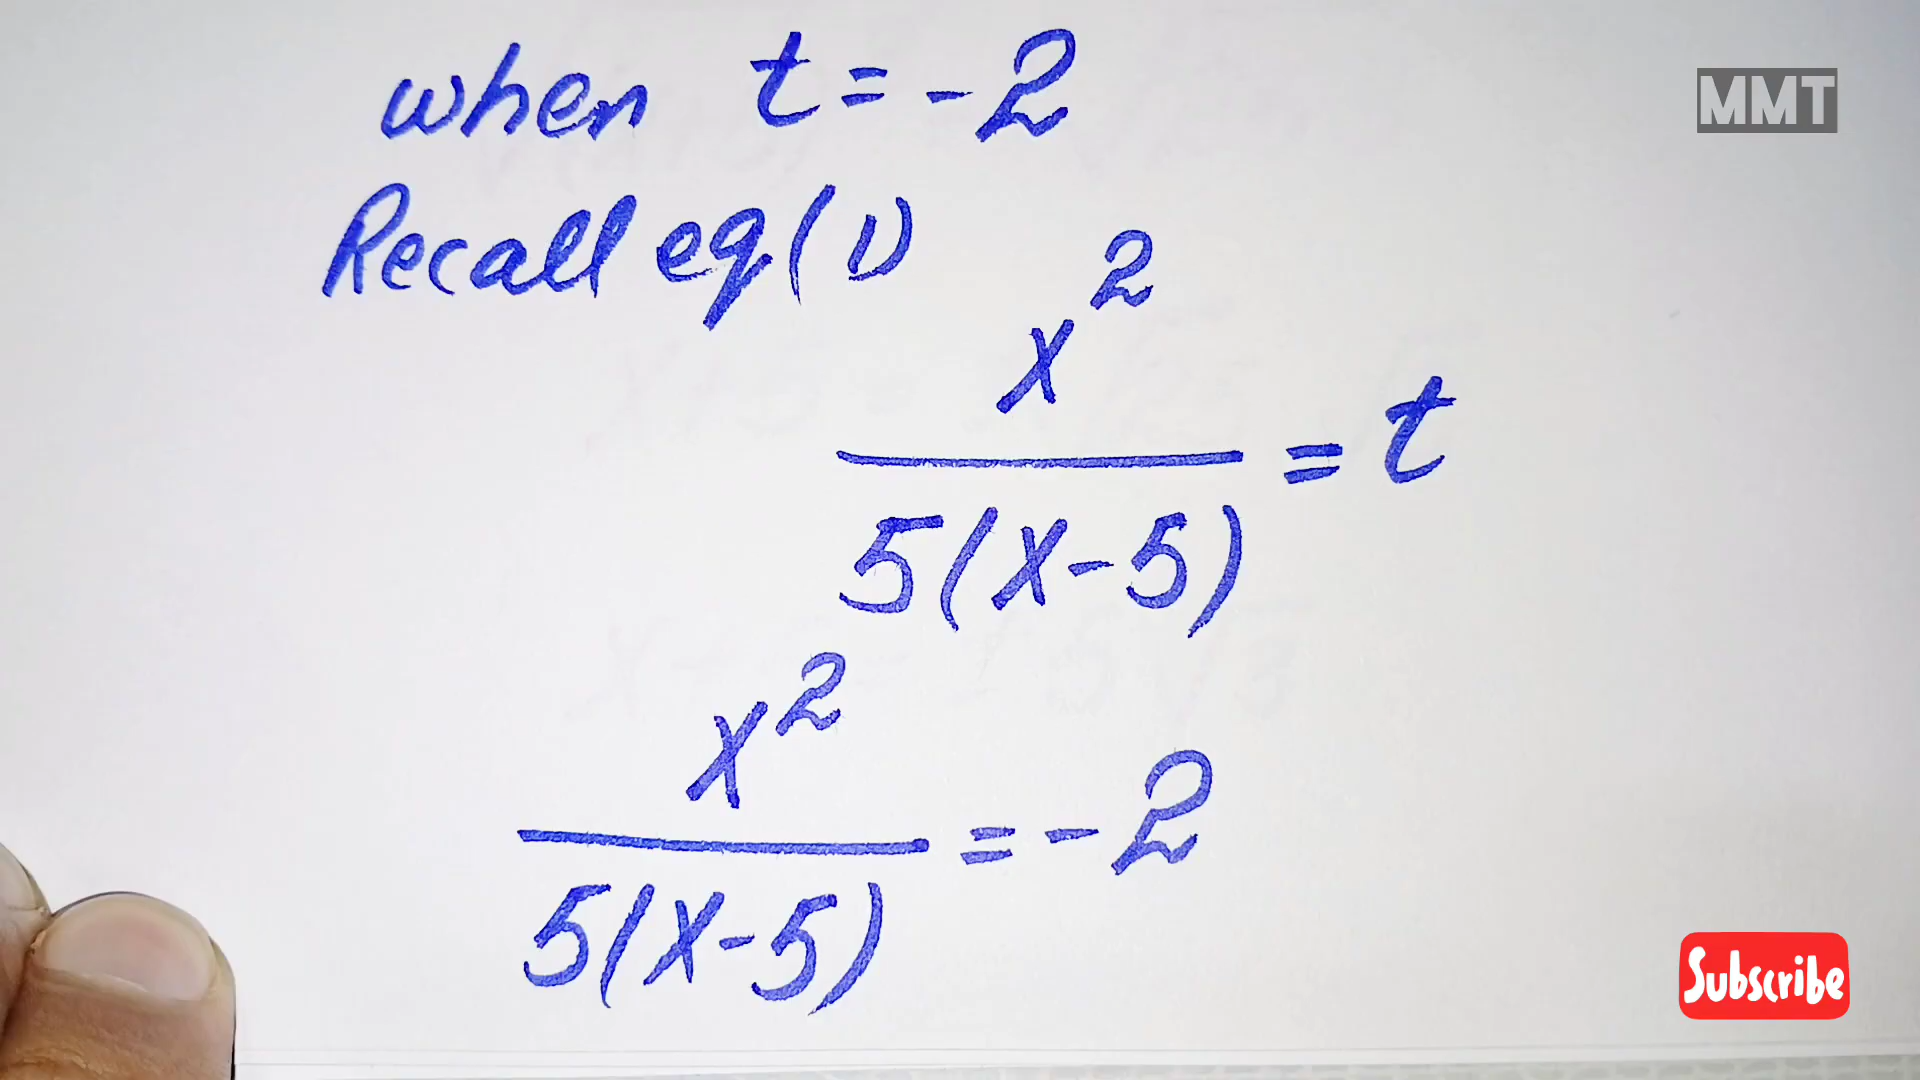 when t = -2
MMT
Recall eq(1)
x²
──── = t
5(x-5)
x²
──── = -2
5(x-5)
Subscribe